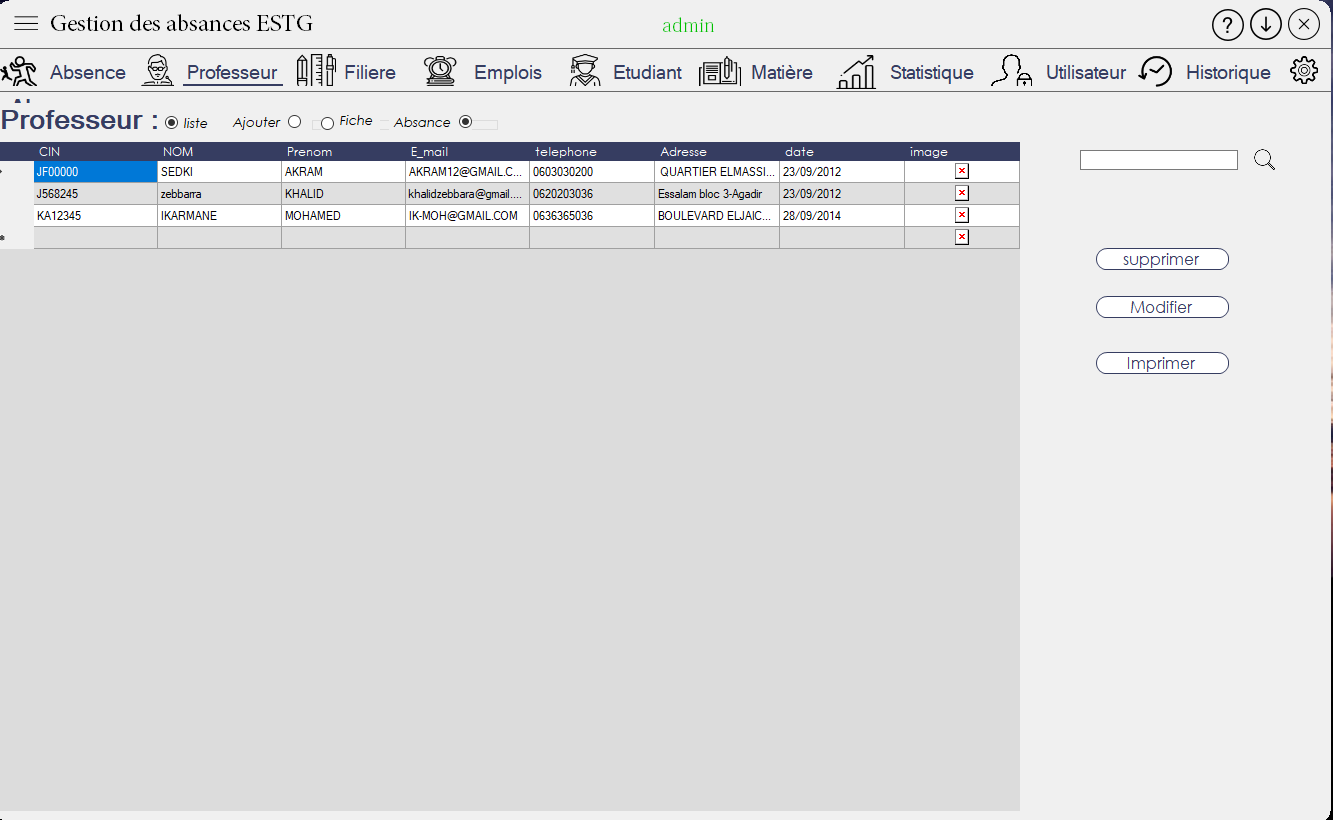 Gestion des absances ESTG admin ?
Absence Professeur Filiere Emplois Etudiant Matière Statistique Utilisateur Historique
Professeur : liste Ajouter Fiche Absance
CIN NOM Prenom E_mail telephone Adresse date image
JF00000 SEDKI AKRAM AKRAM12@GMAIL.C... 0603030200 QUARTIER ELMASSI... 23/09/2012
J568245 zebbarra KHALID khalidzebbara@gmail.... 0620203036 Essalam bloc 3-Agadir 23/09/2012
KA12345 IKARMANE MOHAMED IK-MOH@GMAIL.COM 0636365036 BOULEVARD ELJAIC... 28/09/2014
supprimer
Modifier
Imprimer